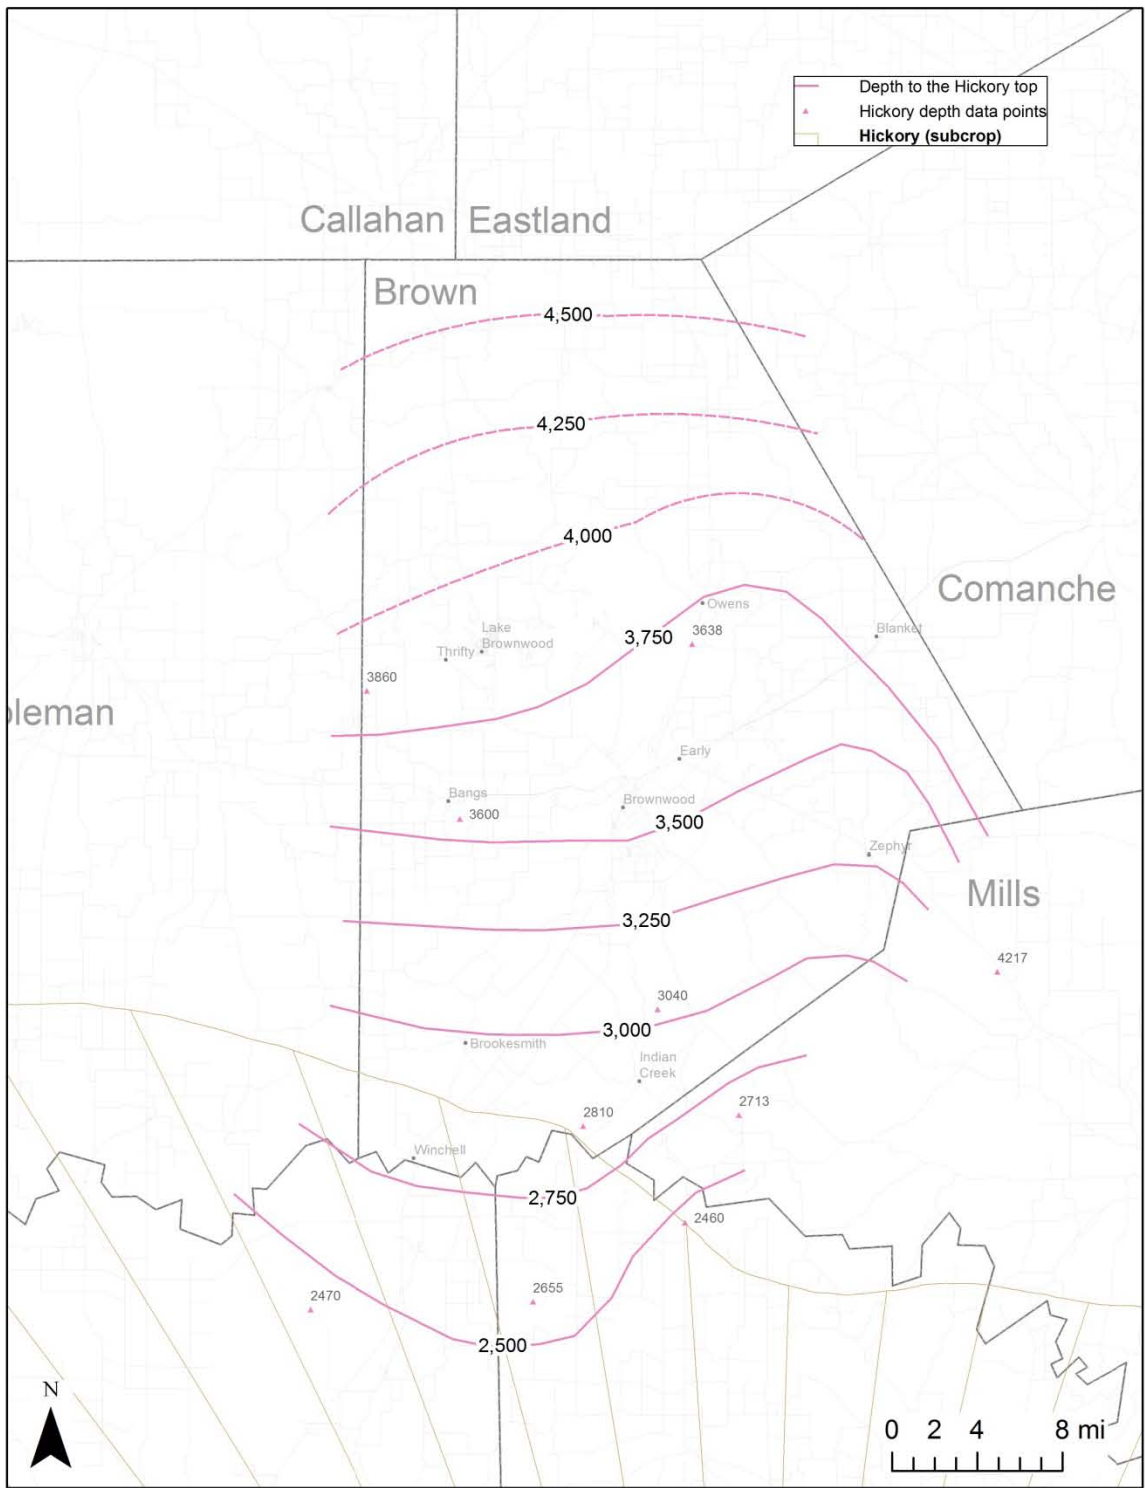 Depth to the Hickory top
Hickory depth data points
Hickory (subcrop)
Callahan
Eastland
Brown
4,500
4,250
4,000
Comanche
Owens
Lake
Brownwood
Blanket
3,750
3638
Thrifty
3860
oleman
Early
Bangs
Brownwood
3600
3,500
Zephyr
Mills
3,250
4217
3040
3,000
Brookesmith
Indian
Creek
2713
2810
Winchell
2,750
2460
2655
2470
2,500
N
0 2 4 8 mi